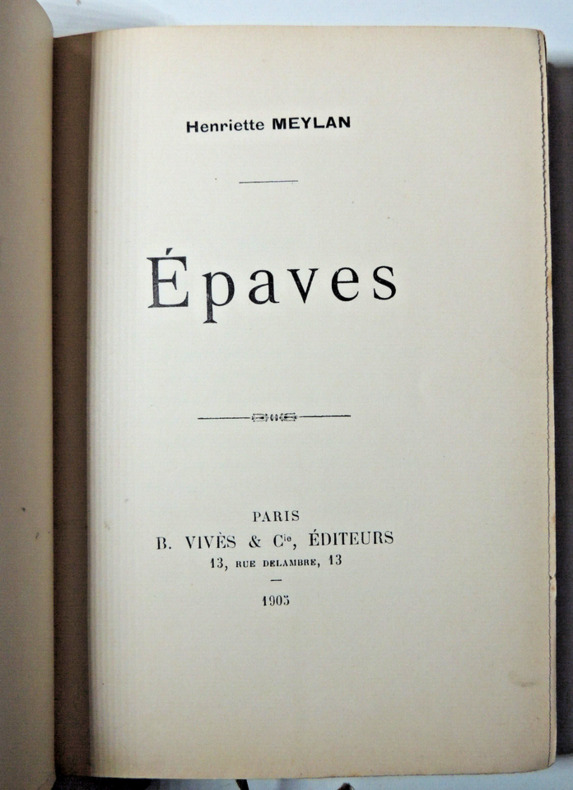 Henriette MEYLAN
Épaves
PARIS
B. VIVÈS & Cie, ÉDITEURS
13, RUE DELAMBRE, 13
1905